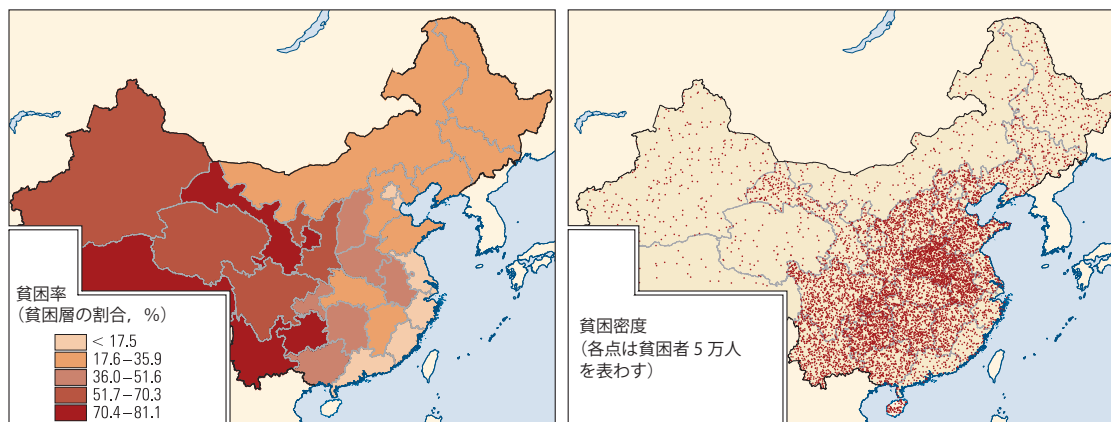 貧困率
（貧困層の割合，%）
< 17.5
17.6–35.9
36.0–51.6
51.7–70.3
70.4–81.1
貧困密度
（各点は貧困者 5 万人
を表わす）